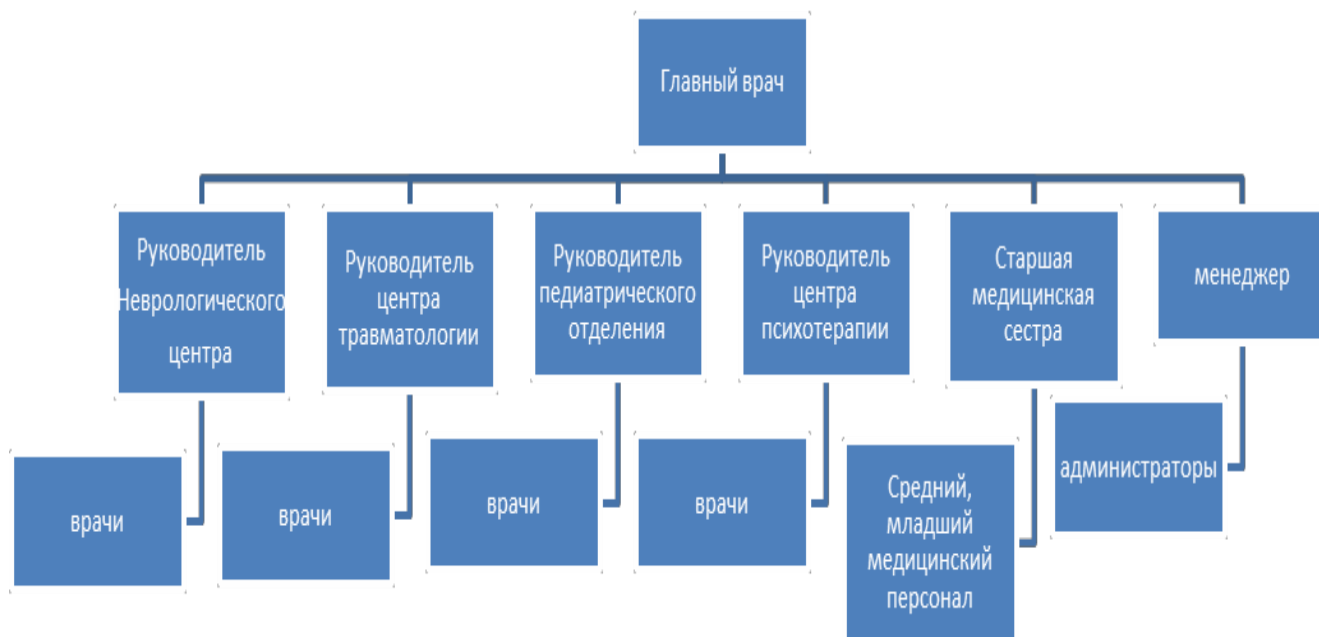 Главный врач
Руководитель
Неврологического
центра
Руководитель
центра
травматологии
Руководитель
педиатрического
отделения
Руководитель
центра
психотерапии
Старшая
медицинская
сестра
менеджер
врачи
врачи
врачи
врачи
Средний,
младший
медицинский
персонал
администраторы